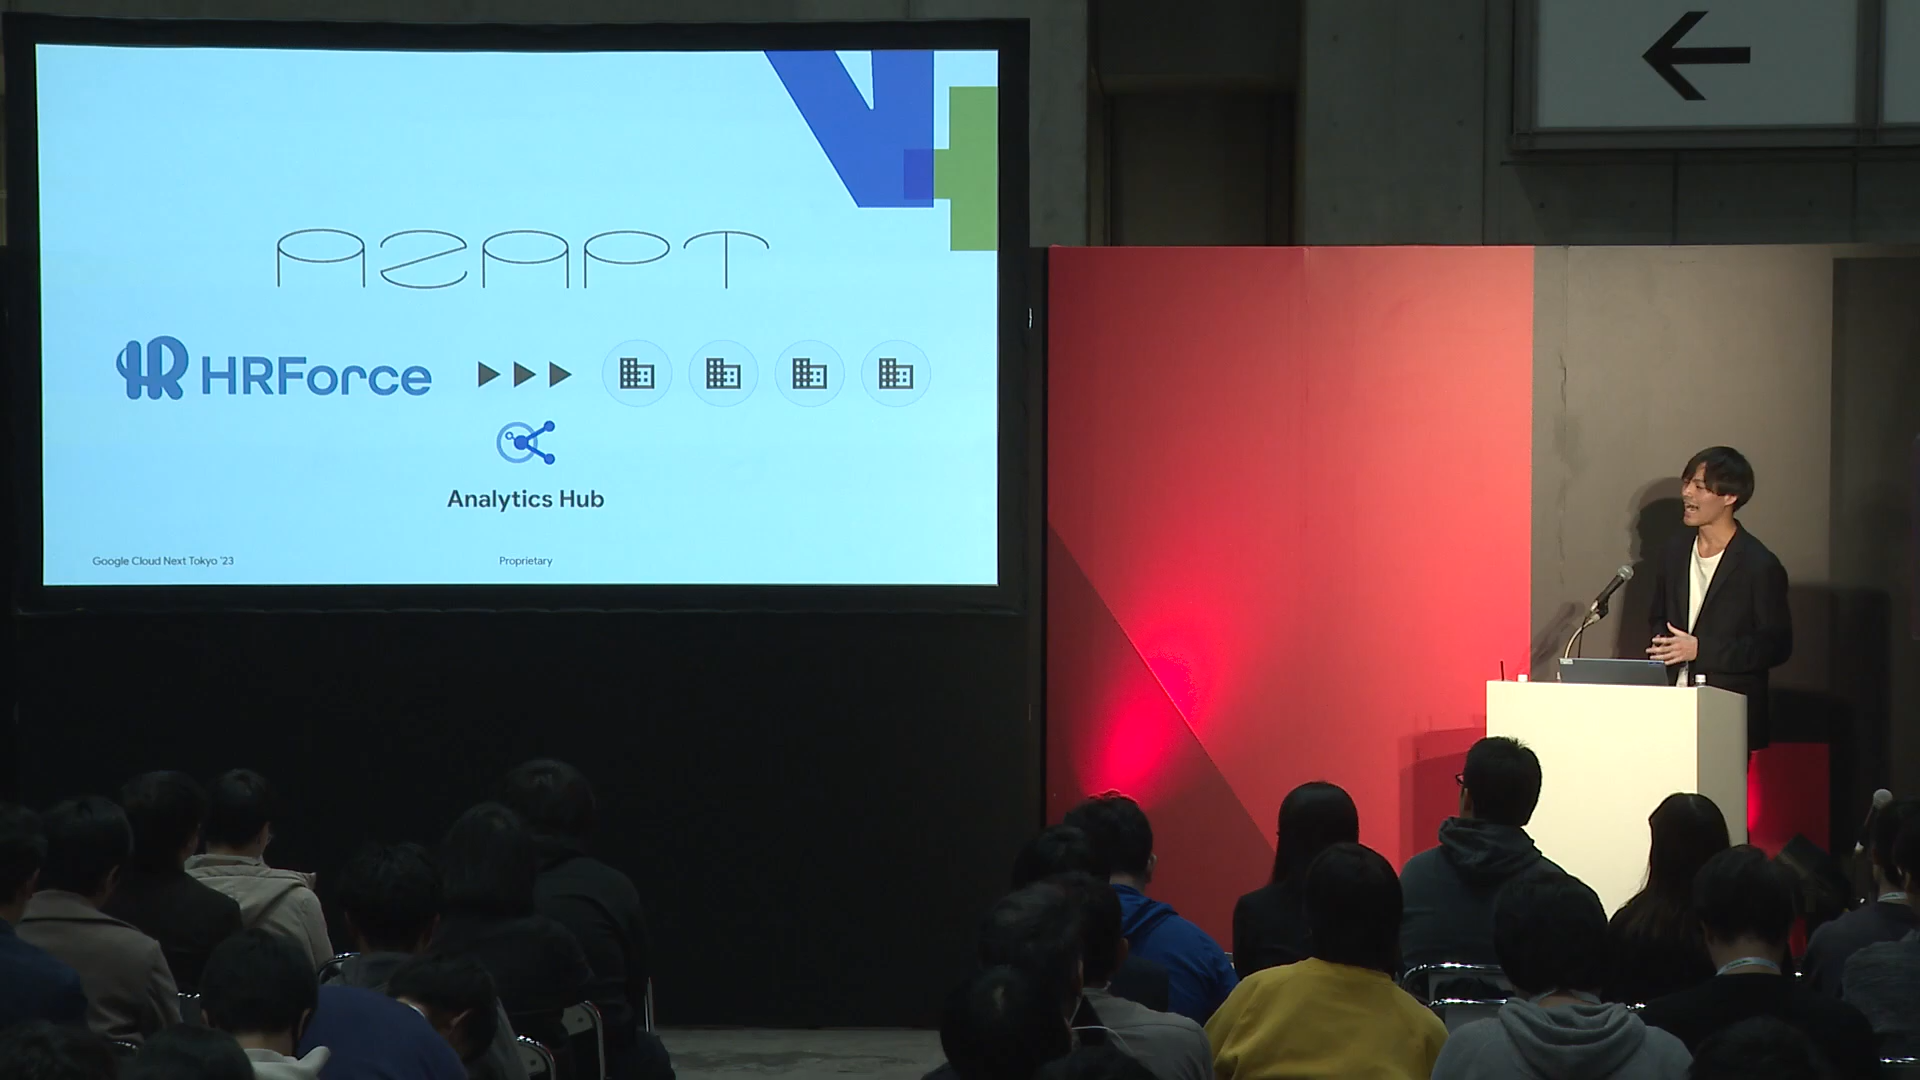 AZAPT
HRForce
Analytics Hub
Google Cloud Next Tokyo '23
Proprietary